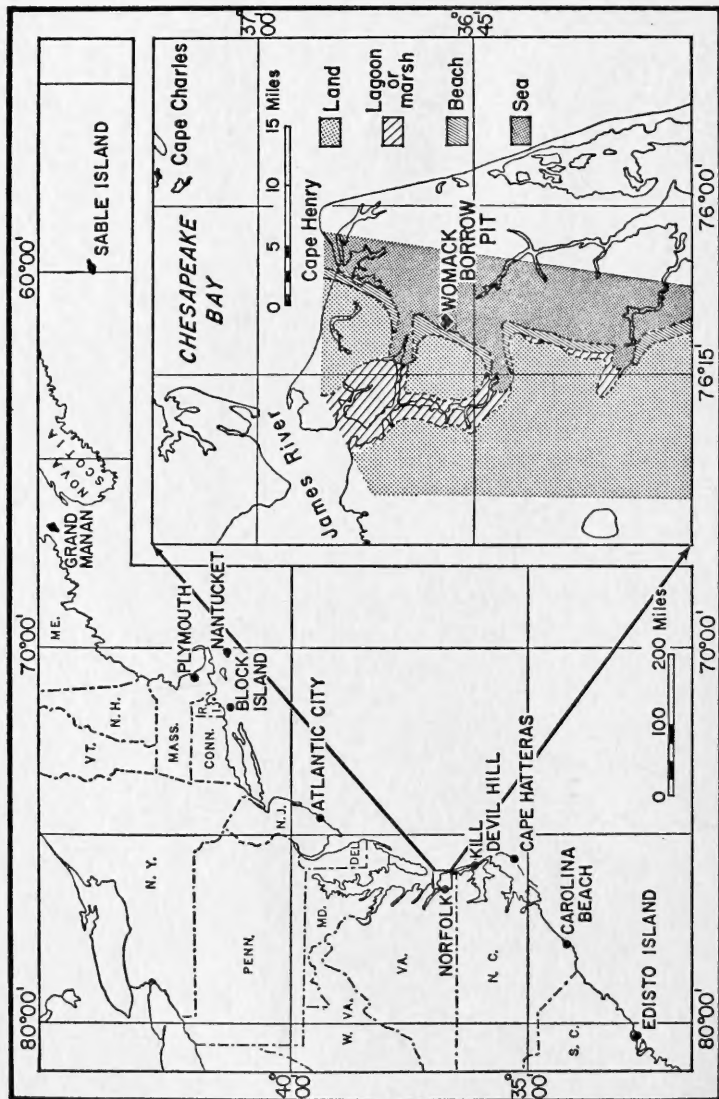 80°00'
70°00'
60°00'
40°00'
35°00'
N.Y.
VT.
N.H.
ME.
MASS.
CONN.
R.I.
PENN.
N.J.
MD.
DEL.
W. VA.
VA.
N.C.
S.C.
NOVA
SCOTIA
GRAND
MANAN
SABLE ISLAND
PLYMOUTH
NANTUCKET
BLOCK
ISLAND
ATLANTIC CITY
NORFOLK
KILL
DEVIL HILL
CAPE HATTERAS
CAROLINA
BEACH
EDISTO ISLAND
0 100 200 Miles
CHESAPEAKE
BAY
Cape Charles
0 5 10 15 Miles
Cape Henry
James River
WOMACK
BORROW
PIT
Land
Lagoon
or
marsh
Beach
Sea
37°00'
36°45'
76°15'
76°00'